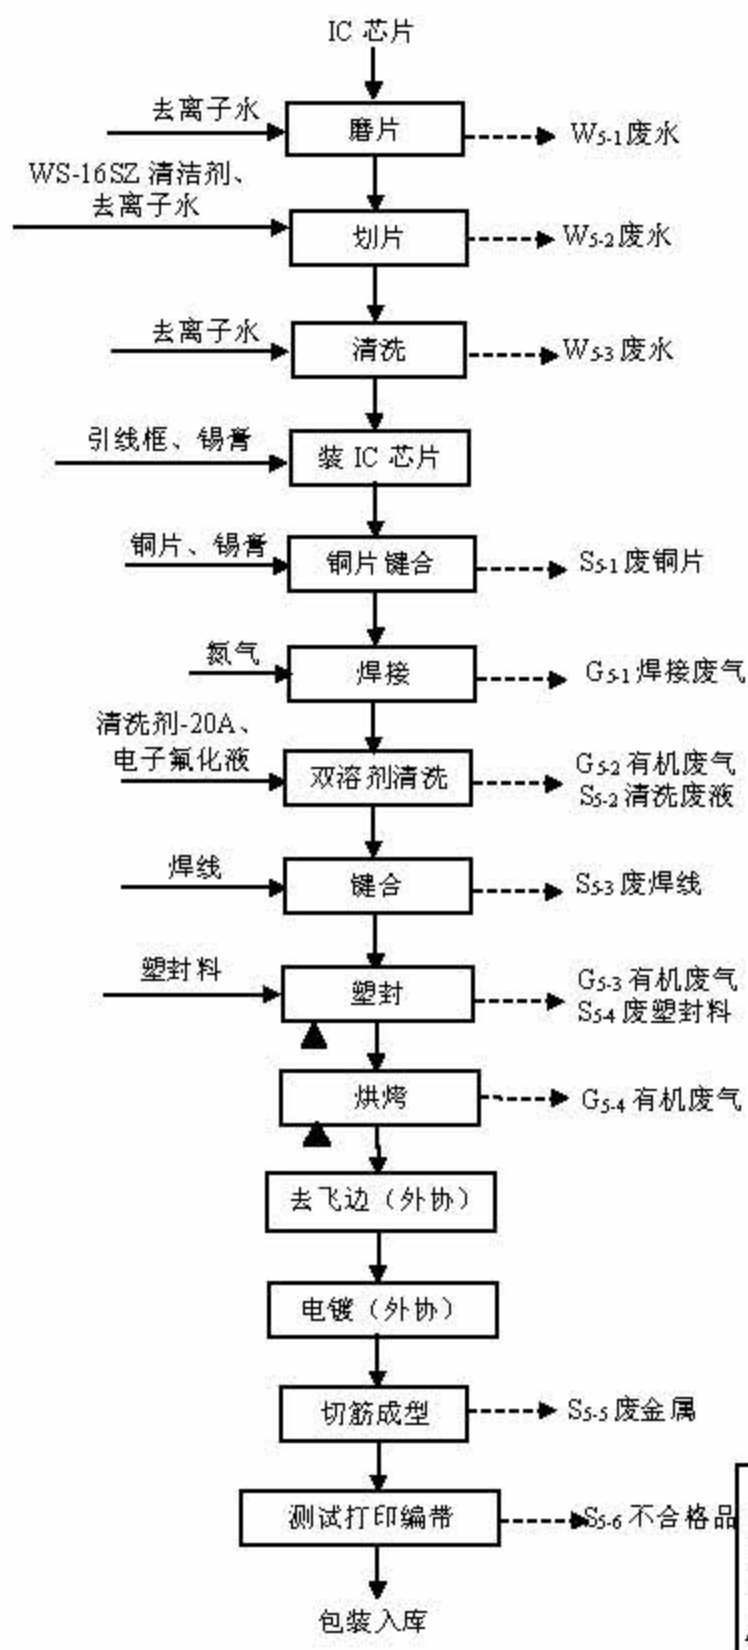 IC 芯片
去离子水
磨片
W5-1废水
WS-16SZ 清洁剂、
去离子水
划片
W5-2废水
去离子水
清洗
W5-3废水
引线框、锡膏
装 IC 芯片
铜片、锡膏
铜片键合
S5-1废铜片
氮气
焊接
G5-1焊接废气
清洗剂-20A、
电子氟化液
双溶剂清洗
G5-2有机废气
S5-2清洗废液
焊线
键合
S5-3废焊线
塑封料
塑封
G5-3有机废气
S5-4废塑封料
烘烤
G5-4有机废气
去飞边（外协）
电镀（外协）
切筋成型
S5-5废金属
测试打印编带
S5-6不合格品
包装入库